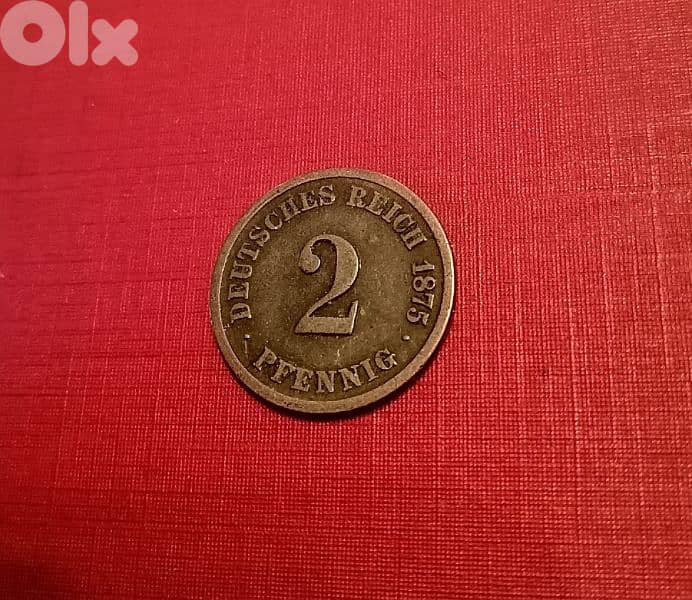 Olx
DEUTSCHES REICH 1875
2
· PFENNIG ·